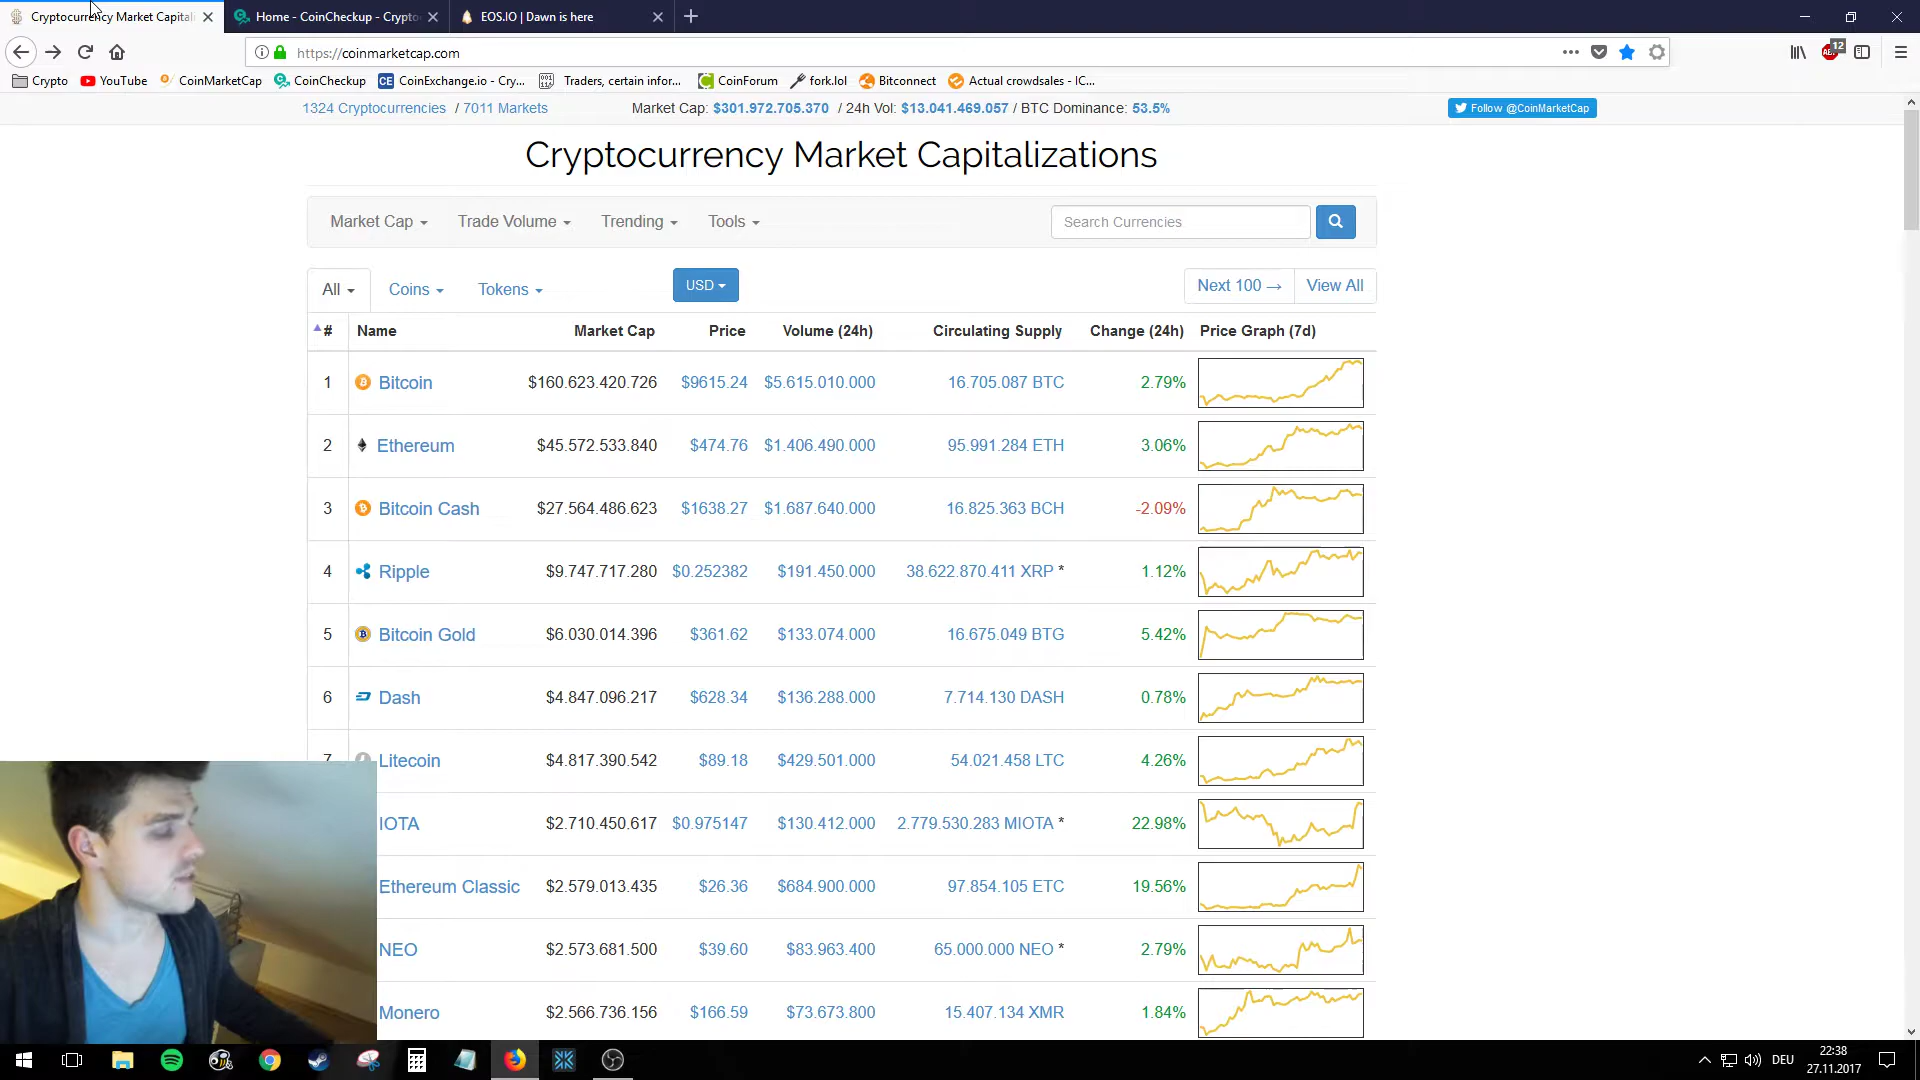 Cryptocurrency Market Capitali
Home - CoinCheckup - Crypto
EOS.IO | Dawn is here
https://coinmarketcap.com
12
Crypto YouTube CoinMarketCap CoinCheckup CoinExchange.io - Cry... Traders, certain infor... CoinForum fork.lol Bitconnect Actual crowdsales - IC...
1324 Cryptocurrencies / 7011 Markets Market Cap: $301.972.705.370 / 24h Vol: $13.041.469.057 / BTC Dominance: 53.5% Follow @CoinMarketCap
Cryptocurrency Market Capitalizations
Market Cap Trade Volume Trending Tools Search Currencies
All Coins Tokens USD Next 100 → View All
# Name Market Cap Price Volume (24h) Circulating Supply Change (24h) Price Graph (7d)
1 Bitcoin $160.623.420.726 $9615.24 $5.615.010.000 16.705.087 BTC 2.79%
2 Ethereum $45.572.533.840 $474.76 $1.406.490.000 95.991.284 ETH 3.06%
3 Bitcoin Cash $27.564.486.623 $1638.27 $1.687.640.000 16.825.363 BCH -2.09%
4 Ripple $9.747.717.280 $0.252382 $191.450.000 38.622.870.411 XRP * 1.12%
5 Bitcoin Gold $6.030.014.396 $361.62 $133.074.000 16.675.049 BTG 5.42%
6 Dash $4.847.096.217 $628.34 $136.288.000 7.714.130 DASH 0.78%
7 Litecoin $4.817.390.542 $89.18 $429.501.000 54.021.458 LTC 4.26%
IOTA $2.710.450.617 $0.975147 $130.412.000 2.779.530.283 MIOTA * 22.98%
Ethereum Classic $2.579.013.435 $26.36 $684.900.000 97.854.105 ETC 19.56%
NEO $2.573.681.500 $39.60 $83.963.400 65.000.000 NEO * 2.79%
Monero $2.566.736.156 $166.59 $73.673.800 15.407.134 XMR 1.84%
DEU
22:38
27.11.2017